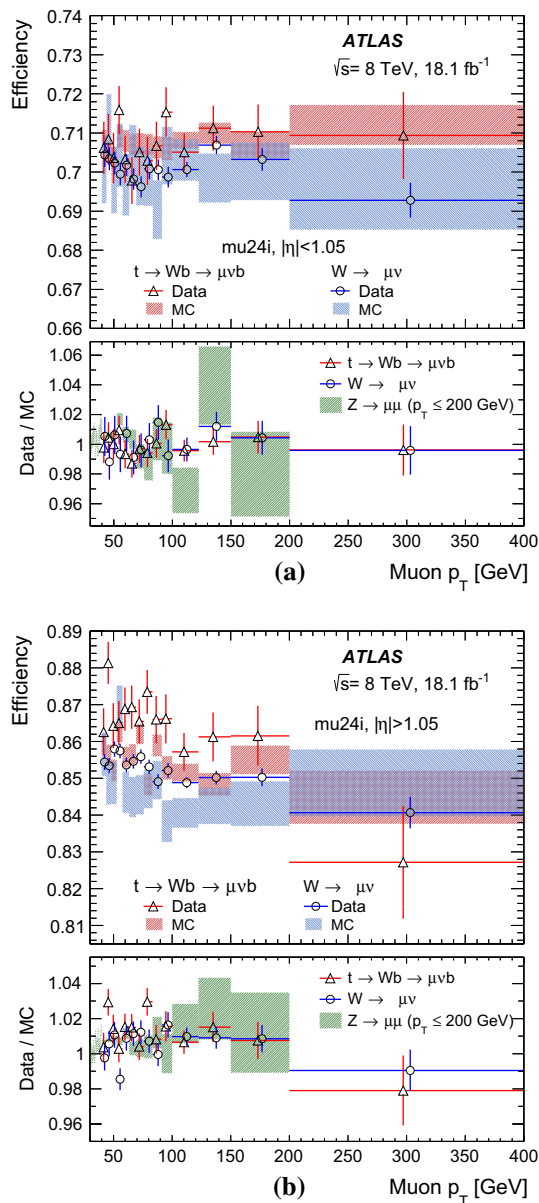 Efficiency
0.74
0.73
0.72
0.71
0.7
0.69
0.68
0.67
0.66
ATLAS
√s= 8 TeV, 18.1 fb⁻¹
mu24i, |η|<1.05
t → Wb → μνb
W → μν
Data
Data
MC
MC
Data / MC
1.06
1.04
1.02
1
0.98
0.96
t → Wb → μνb
W → μν
Z → μμ (p_T ≤ 200 GeV)
50 100 150 200 250 300 350 400
Muon p_T [GeV]
(a)
Efficiency
0.89
0.88
0.87
0.86
0.85
0.84
0.83
0.82
0.81
ATLAS
√s= 8 TeV, 18.1 fb⁻¹
mu24i, |η|>1.05
t → Wb → μνb
W → μν
Data
Data
MC
MC
Data / MC
1.04
1.02
1
0.98
0.96
t → Wb → μνb
W → μν
Z → μμ (p_T ≤ 200 GeV)
50 100 150 200 250 300 350 400
Muon p_T [GeV]
(b)